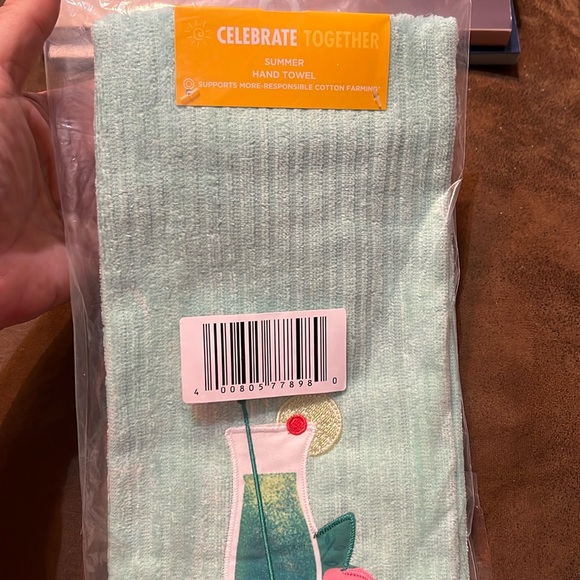 CELEBRATE TOGETHER
SUMMER
HAND TOWEL
SUPPORTS MORE-RESPONSIBLE COTTON FARMING*
4 00805 77898 0